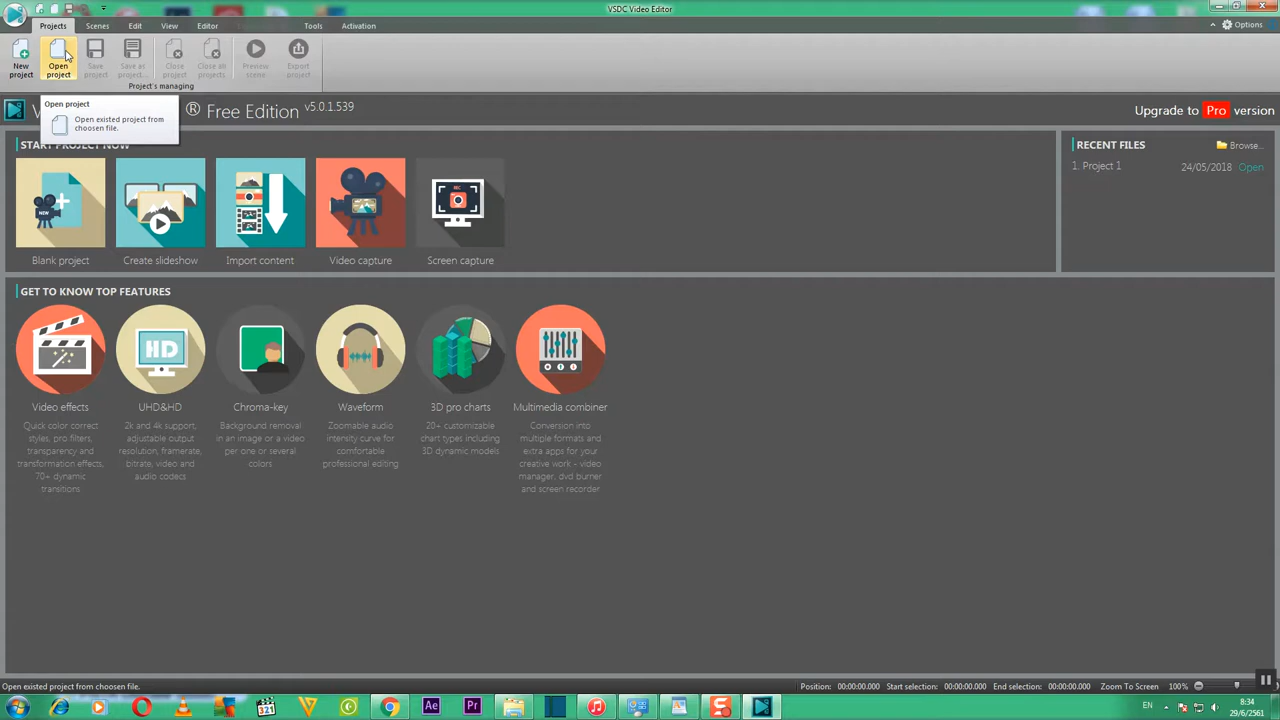 VSDC Video Editor
Projects Scenes Edit View Editor Tools Activation
Options
New project
Open project
Save project
Save as project...
Close project
Close all projects
Preview scene
Export project
Project's managing
Open project
Open existed project from choosen file.
® Free Edition v5.0.1.539
Upgrade to Pro version
START PROJECT NOW
Blank project
Create slideshow
Import content
Video capture
Screen capture
RECENT FILES
Browse...
1. Project 1 24/05/2018 Open
GET TO KNOW TOP FEATURES
NEW
REC
HD
Video effects
Quick color correct
styles, pro filters,
transparency and
transformation effects,
70+ dynamic
transitions
UHD&HD
2k and 4k support,
adjustable output
resolution, framerate,
bitrate, video and
audio codecs
Chroma-key
Background removal
in an image or a video
per one or several
colors
Waveform
Zoomable audio
intensity curve for
comfortable
professional editing
3D pro charts
20+ customizable
chart types including
3D dynamic models
Multimedia combiner
Conversion into
multiple formats and
extra apps for your
creative work - video
manager, dvd burner
and screen recorder
Open existed project from choosen file.
Position: 00:00:00.000 Start selection: 00:00:00.000 End selection: 00:00:00.000 Zoom To Screen 100%
321
Ae
Pr
EN
8:34
29/6/2561